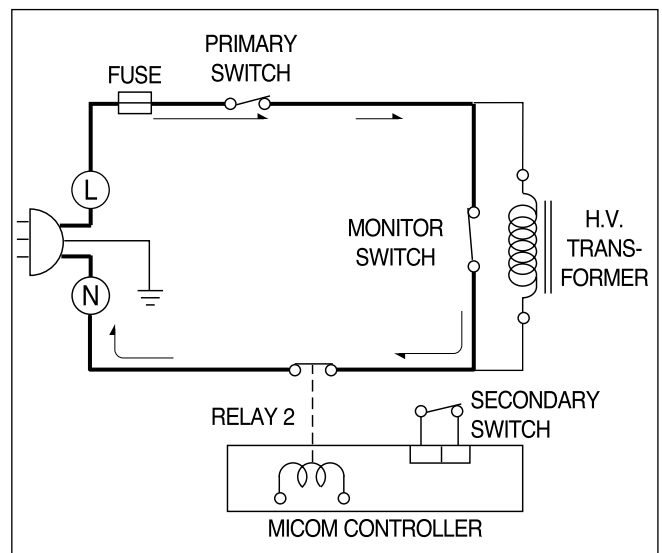 PRIMARY
SWITCH
FUSE
L
MONITOR
SWITCH
H.V.
TRANS-
FORMER
N
RELAY 2
SECONDARY
SWITCH
MICOM CONTROLLER